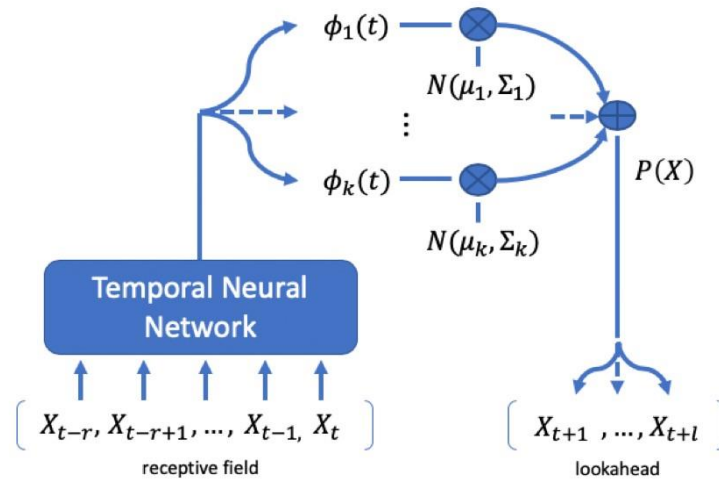 ϕ₁(t)
N(μ₁, Σ₁)
⋮
ϕₖ(t)
N(μₖ, Σₖ)
P(X)
Temporal Neural
Network
Xₜ₋ᵣ, Xₜ₋ᵣ₊₁, ..., Xₜ₋₁, Xₜ
receptive field
Xₜ₊₁ , ..., Xₜ₊ₗ
lookahead